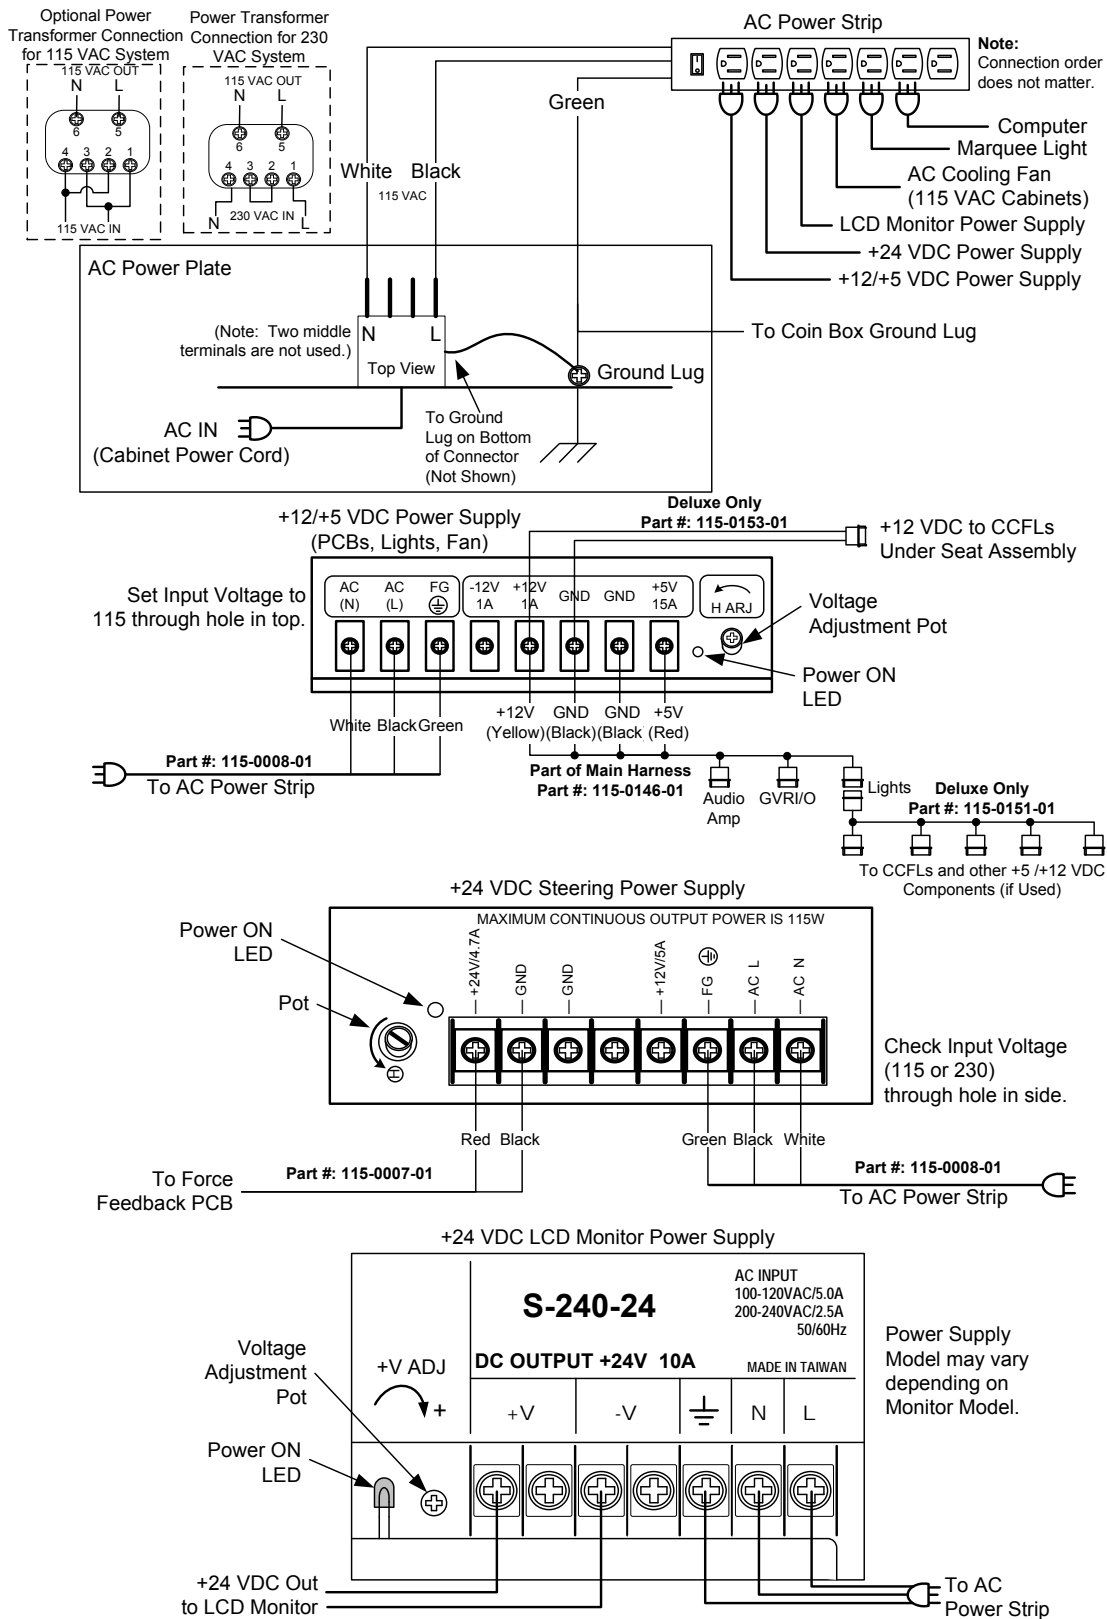 Optional Power
Transformer Connection
for 115 VAC System
115 VAC OUT
N L
6 5
4 3 2 1
115 VAC IN
Power Transformer
Connection for 230
VAC System
115 VAC OUT
N L
6 5
4 3 2 1
N 230 VAC IN L
AC Power Strip
Note:
Connection order
does not matter.
Green
White Black
115 VAC
Computer
Marquee Light
AC Cooling Fan
(115 VAC Cabinets)
LCD Monitor Power Supply
+24 VDC Power Supply
+12/+5 VDC Power Supply
AC Power Plate
(Note: Two middle
terminals are not used.)
N L
Top View
To Coin Box Ground Lug
Ground Lug
To Ground
Lug on Bottom
of Connector
(Not Shown)
AC IN
(Cabinet Power Cord)
+12/+5 VDC Power Supply
(PCBs, Lights, Fan)
Deluxe Only
Part #: 115-0153-01
+12 VDC to CCFLs
Under Seat Assembly
Set Input Voltage to
115 through hole in top.
AC
(N)
AC
(L)
FG
-12V
1A
+12V
1A
GND
GND
+5V
15A
H ARJ
Voltage
Adjustment Pot
Power ON
LED
White Black Green
+12V
(Yellow)
GND
(Black)
GND
(Black
+5V
(Red)
Part #: 115-0008-01
To AC Power Strip
Part of Main Harness
Part #: 115-0146-01
Audio
Amp
GVRI/O
Lights
Deluxe Only
Part #: 115-0151-01
To CCFLs and other +5 /+12 VDC
Components (if Used)
+24 VDC Steering Power Supply
MAXIMUM CONTINUOUS OUTPUT POWER IS 115W
Power ON
LED
Pot
H
+24V/4.7A
GND
GND
+12V/5A
FG
AC L
AC N
Check Input Voltage
(115 or 230)
through hole in side.
Red Black
Green Black White
To Force
Feedback PCB
Part #: 115-0007-01
Part #: 115-0008-01
To AC Power Strip
+24 VDC LCD Monitor Power Supply
S-240-24
AC INPUT
100-120VAC/5.0A
200-240VAC/2.5A
50/60Hz
DC OUTPUT +24V 10A
MADE IN TAIWAN
Power Supply
Model may vary
depending on
Monitor Model.
Voltage
Adjustment
Pot
+V ADJ
+
+V
-V
N
L
Power ON
LED
+24 VDC Out
to LCD Monitor
To AC
Power Strip